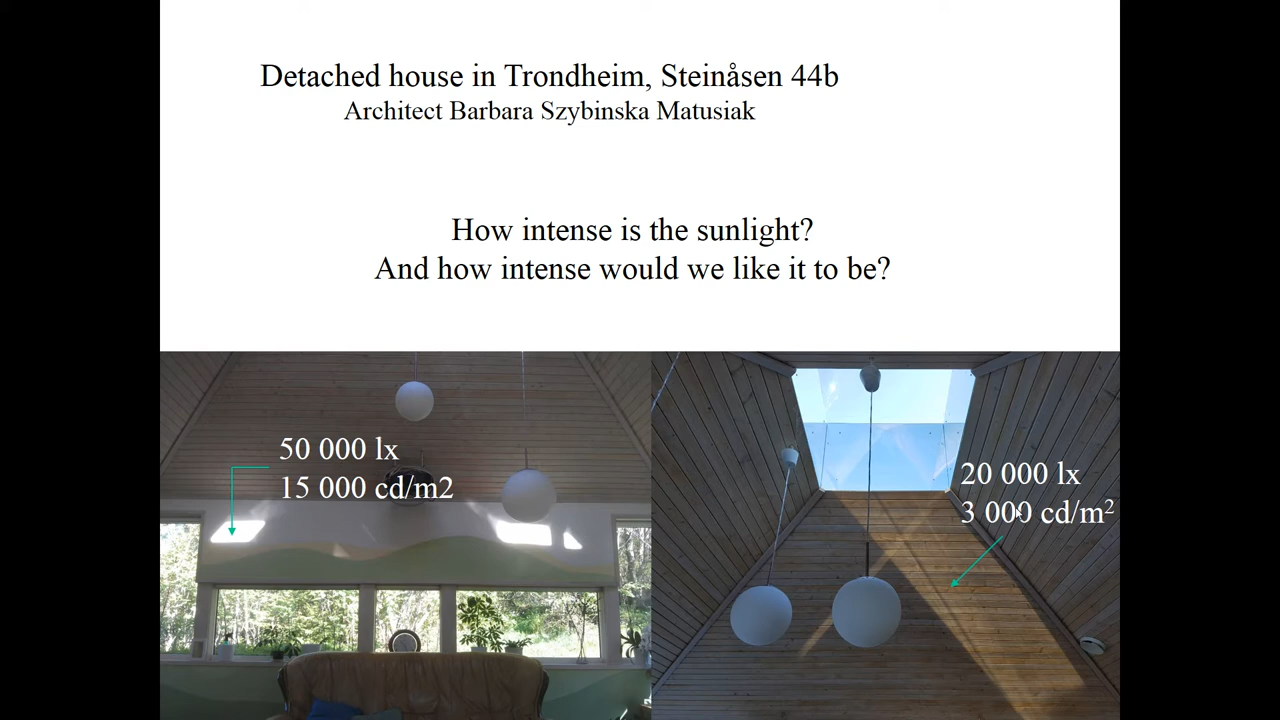 Detached house in Trondheim, Steinåsen 44b
Architect Barbara Szybinska Matusiak
How intense is the sunlight?
And how intense would we like it to be?
50 000 lx
15 000 cd/m2
20 000 lx
3 000 cd/m²